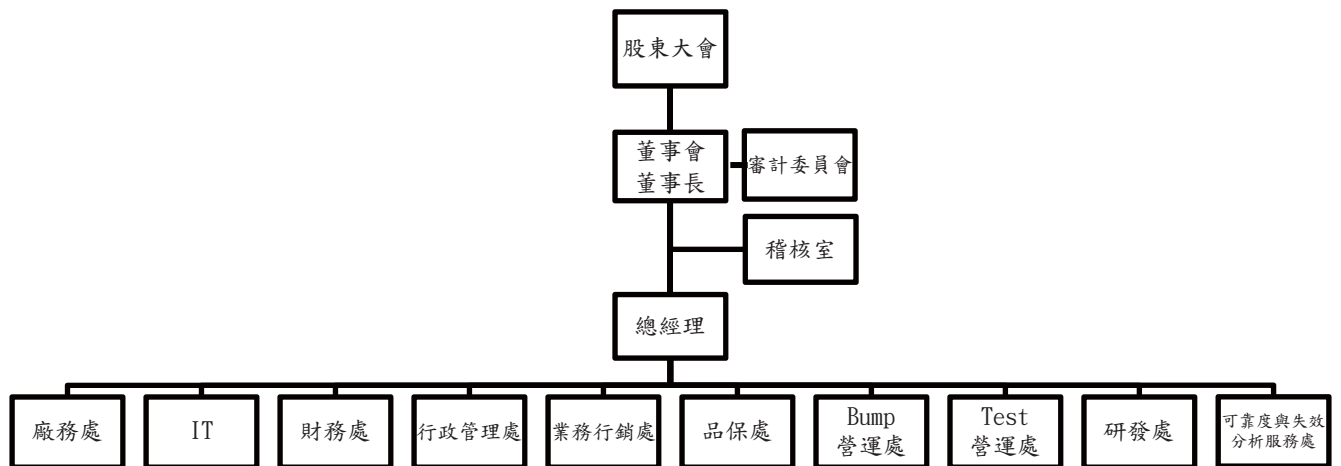 股東大會
董事會
董事長
審計委員會
稽核室
總經理
廠務處
IT
財務處
行政管理處
業務行銷處
品保處
Bump
營運處
Test
營運處
研發處
可靠度與失效
分析服務處